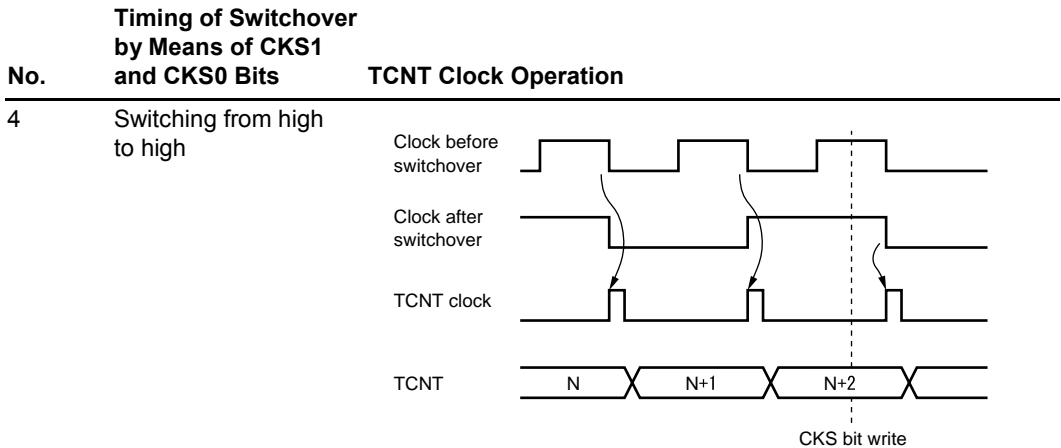 No.
Timing of Switchover
by Means of CKS1
and CKS0 Bits
TCNT Clock Operation
4
Switching from high
to high
Clock before
switchover
Clock after
switchover
TCNT clock
TCNT
N
N+1
N+2
CKS bit write